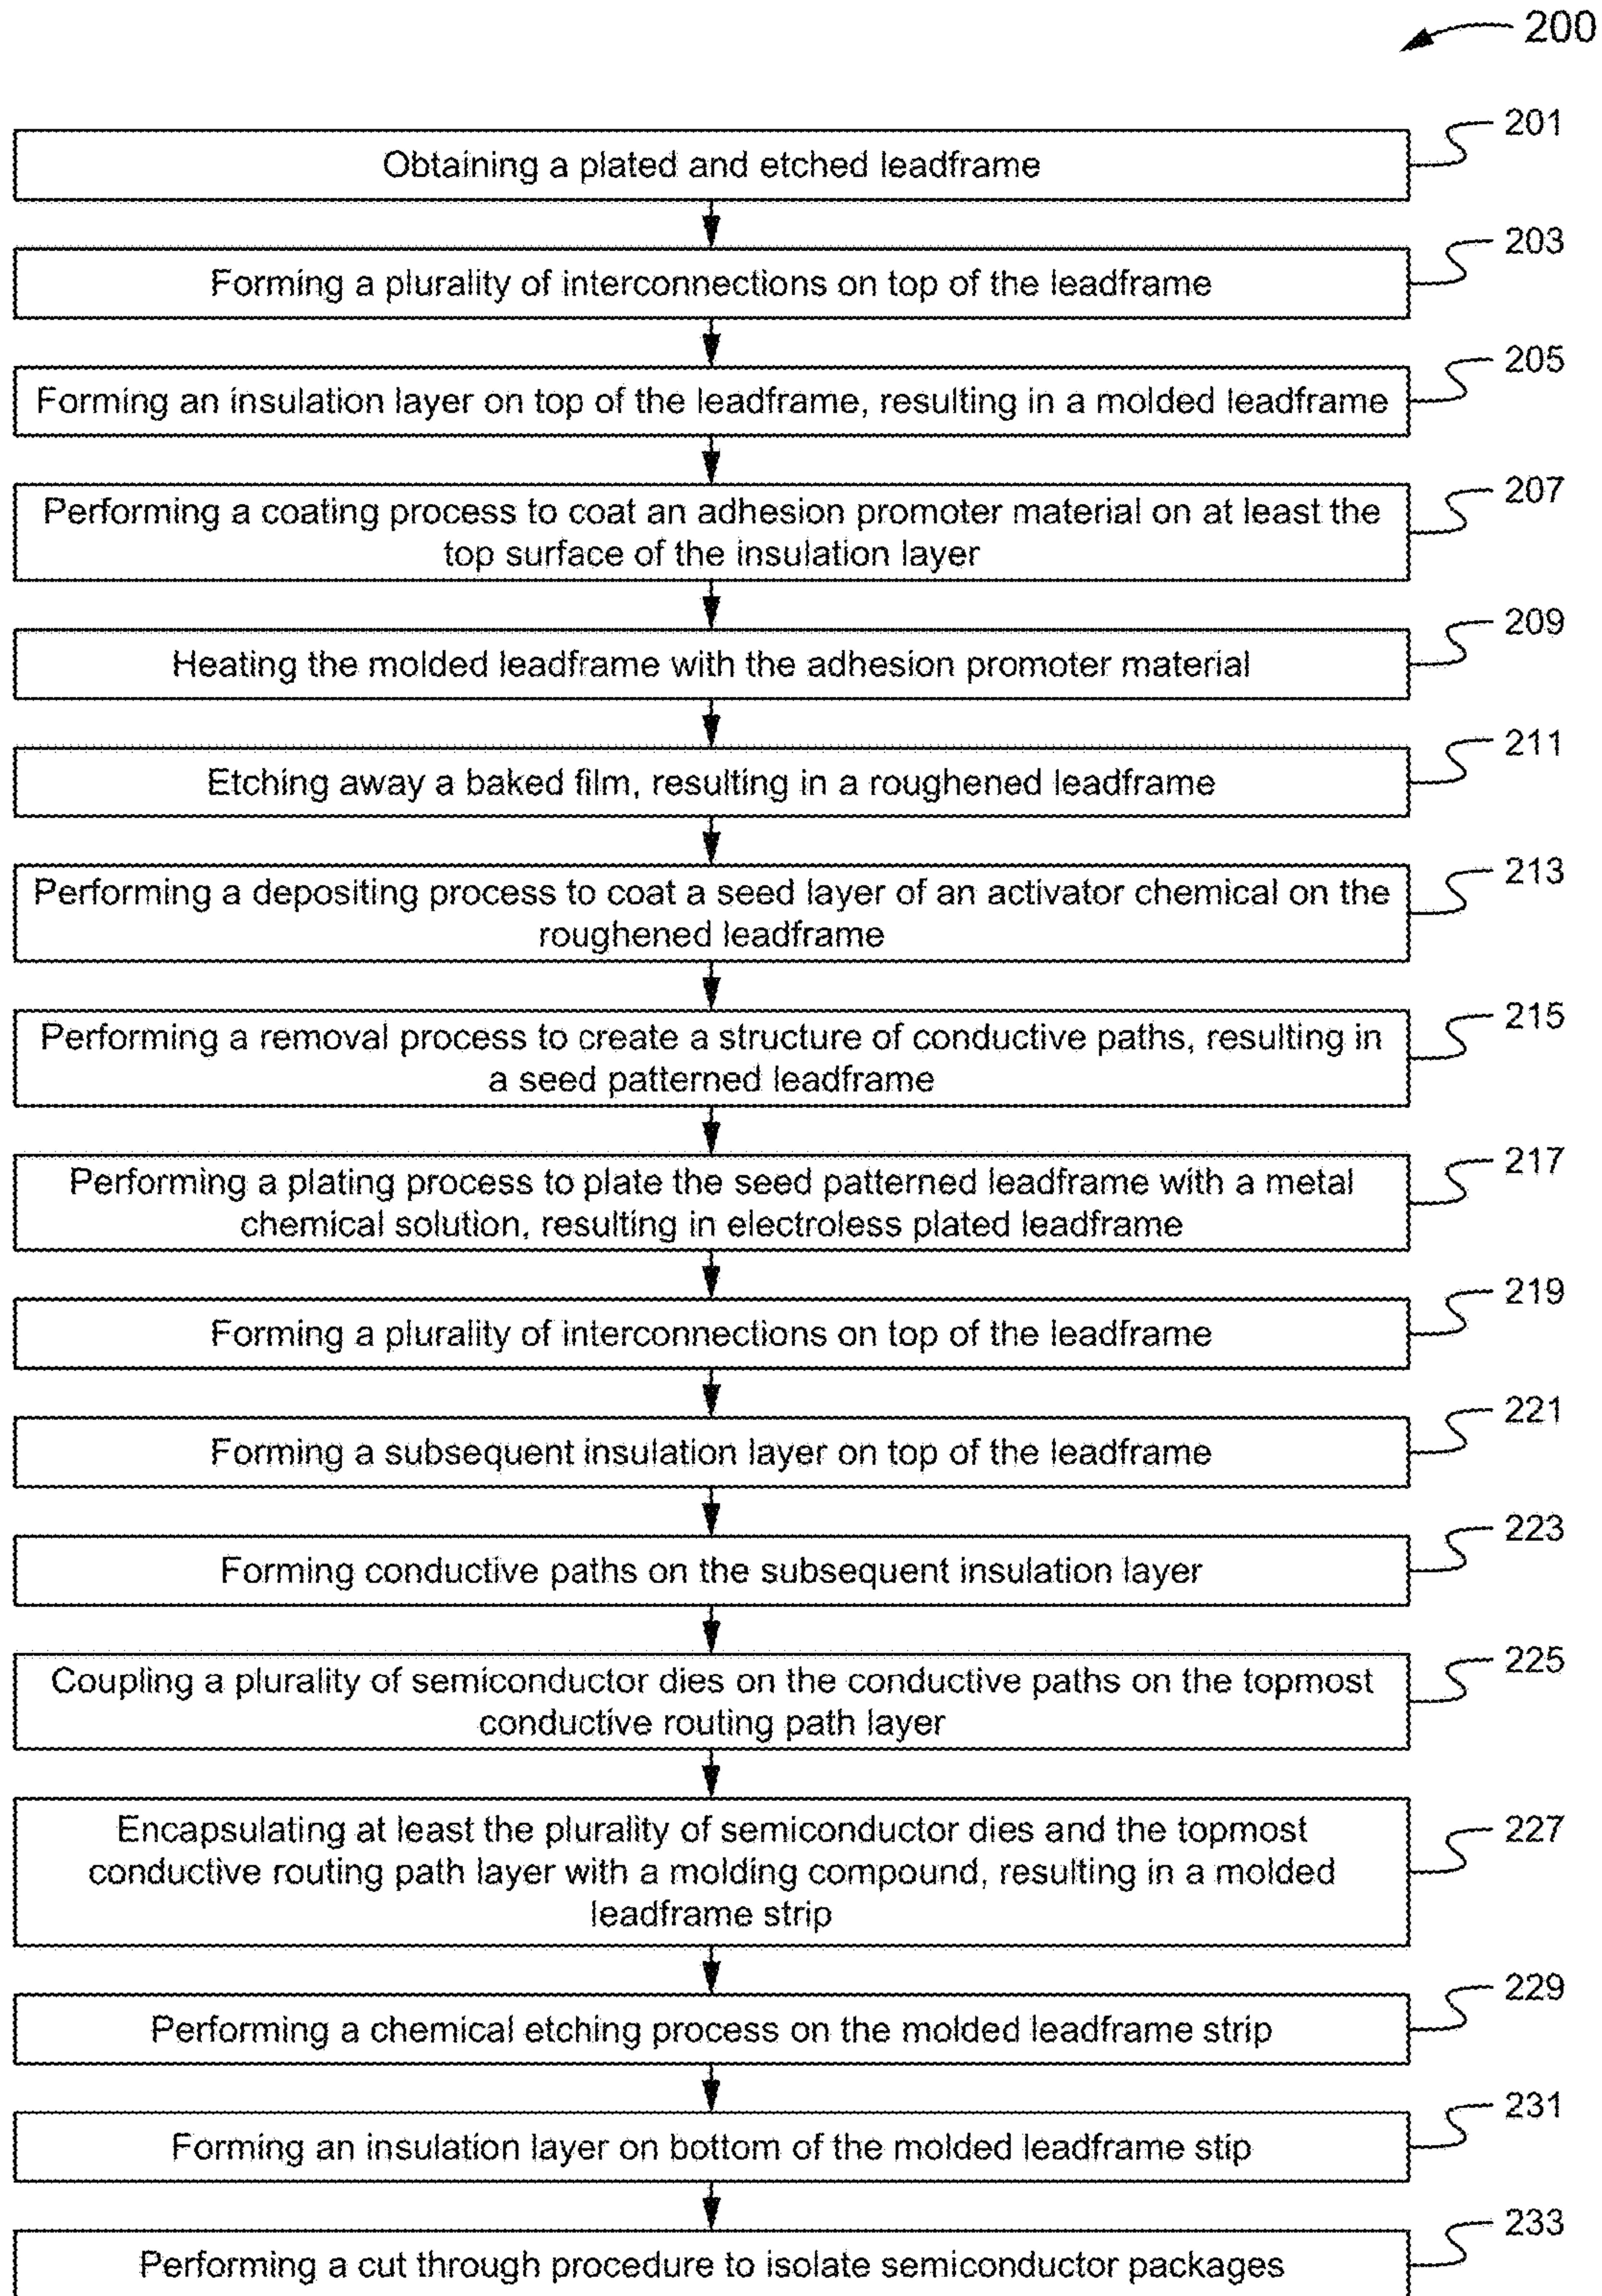 200
201
Obtaining a plated and etched leadframe
203
Forming a plurality of interconnections on top of the leadframe
205
Forming an insulation layer on top of the leadframe, resulting in a molded leadframe
207
Performing a coating process to coat an adhesion promoter material on at least the
top surface of the insulation layer
209
Heating the molded leadframe with the adhesion promoter material
211
Etching away a baked film, resulting in a roughened leadframe
213
Performing a depositing process to coat a seed layer of an activator chemical on the
roughened leadframe
215
Performing a removal process to create a structure of conductive paths, resulting in
a seed patterned leadframe
217
Performing a plating process to plate the seed patterned leadframe with a metal
chemical solution, resulting in electroless plated leadframe
219
Forming a plurality of interconnections on top of the leadframe
221
Forming a subsequent insulation layer on top of the leadframe
223
Forming conductive paths on the subsequent insulation layer
225
Coupling a plurality of semiconductor dies on the conductive paths on the topmost
conductive routing path layer
227
Encapsulating at least the plurality of semiconductor dies and the topmost
conductive routing path layer with a molding compound, resulting in a molded
leadframe strip
229
Performing a chemical etching process on the molded leadframe strip
231
Forming an insulation layer on bottom of the molded leadframe stip
233
Performing a cut through procedure to isolate semiconductor packages